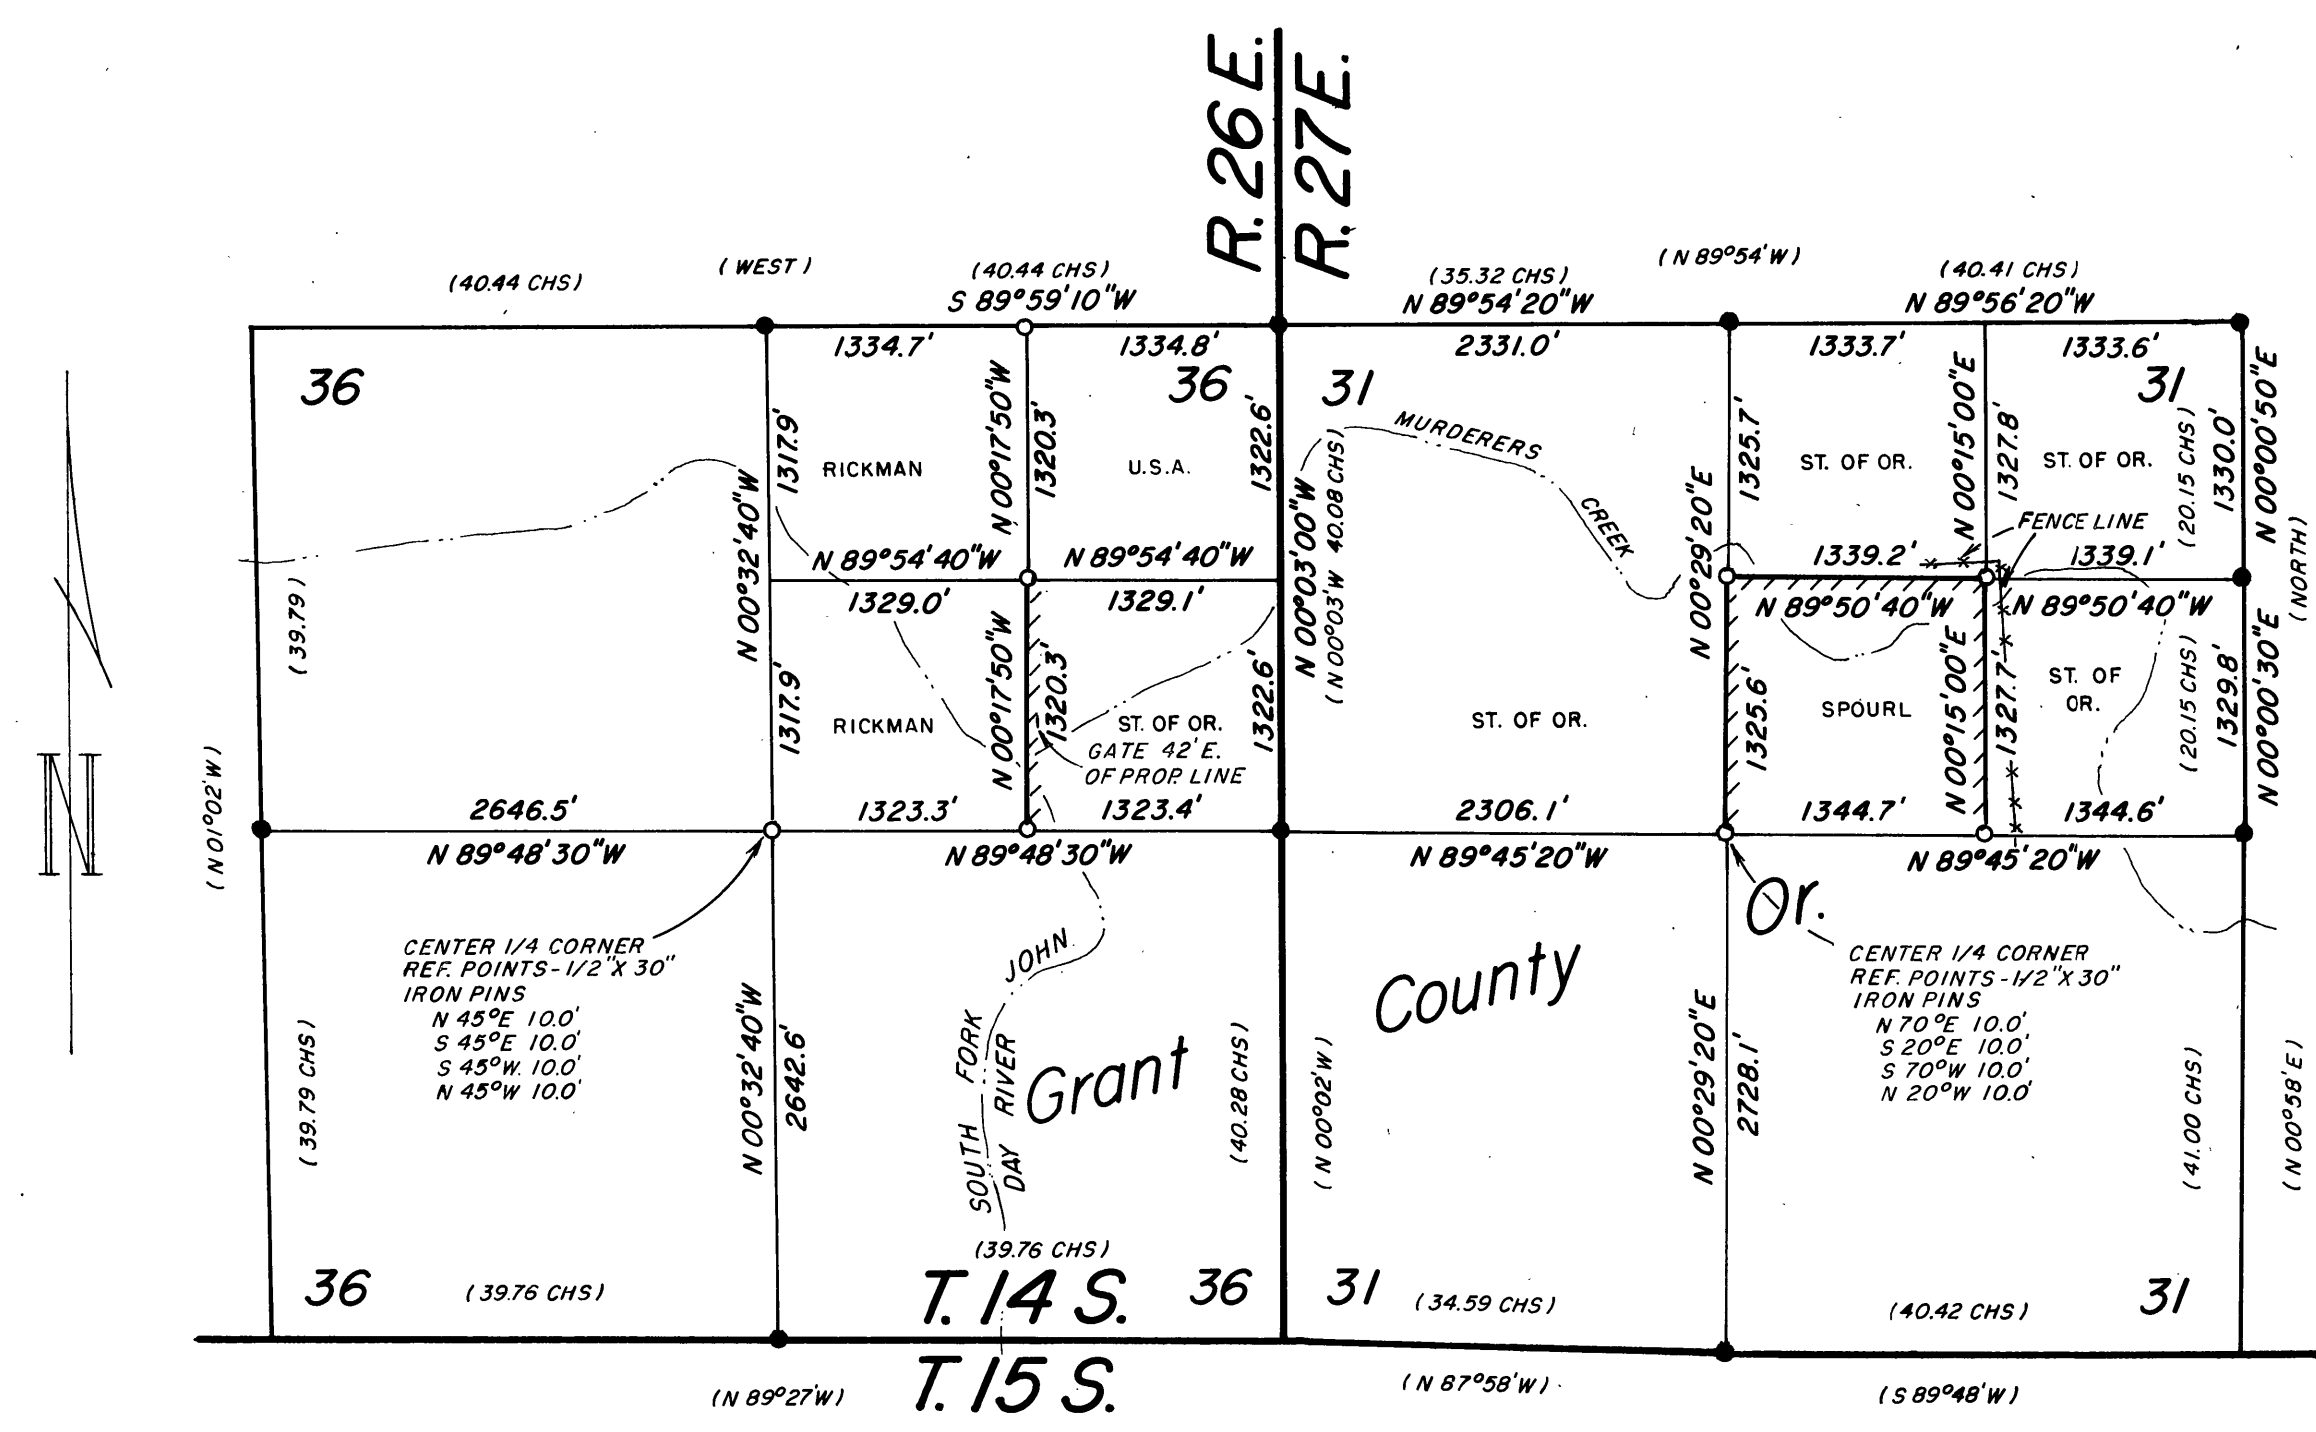 R. 26 E.
R. 27 E.
(40.44 CHS)
(WEST)
(40.44 CHS)
S 89°59'10"W
(35.32 CHS)
N 89°54'20"W
(N 89°54'W)
(40.41 CHS)
N 89°56'20"W
1334.7'
1334.8'
2331.0'
1333.7'
1333.6'
36
36
31
31
1317.9'
N 00°17'50"W
1320.3'
1322.6'
MURDERERS
CREEK
1325.7'
N 00°15'00"E
1327.8'
(20.15 CHS)
1330.0'
N 00°00'50"E
RICKMAN
U.S.A.
ST. OF OR.
ST. OF OR.
N 00°32'40"W
N 00°03'00"W
(N 00°03'W 40.08 CHS)
N 00°29'20"E
FENCE LINE
(NORTH)
N 89°54'40"W
N 89°54'40"W
1339.2'
1339.1'
1329.0'
1329.1'
N 89°50'40"W
N 89°50'40"W
(39.79)
1317.9'
N 00°17'50"W
1320.3'
1322.6'
1325.6'
N 00°15'00"E
1327.7'
(20.15 CHS)
1329.8'
N 00°00'30"E
RICKMAN
ST. OF OR.
GATE 42' E.
OF PROP. LINE
ST. OF OR.
SPOURL
ST. OF
OR.
(N 01°02'W)
N
2646.5'
1323.3'
1323.4'
2306.1'
1344.7'
1344.6'
N 89°48'30"W
N 89°48'30"W
N 89°45'20"W
N 89°45'20"W
CENTER 1/4 CORNER
REF. POINTS-1/2"X 30"
IRON PINS
N 45°E 10.0'
S 45°E 10.0'
S 45°W. 10.0'
N 45°W 10.0'
CENTER 1/4 CORNER
REF. POINTS-1/2"X 30"
IRON PINS
N 70°E 10.0'
S 20°E 10.0'
S 70°W 10.0'
N 20°W 10.0'
Grant County Or.
(39.79 CHS)
N 00°32'40"W
2642.6'
SOUTH FORK JOHN
DAY RIVER
(40.28 CHS)
(N 00°02'W)
N 00°29'20"E
2728.1'
(41.00 CHS)
(N 00°58'E)
36
(39.76 CHS)
(39.76 CHS)
T. 14 S.
36
31
(34.59 CHS)
(40.42 CHS)
31
(N 89°27'W)
T. 15 S.
(N 87°58'W)
(S 89°48'W)